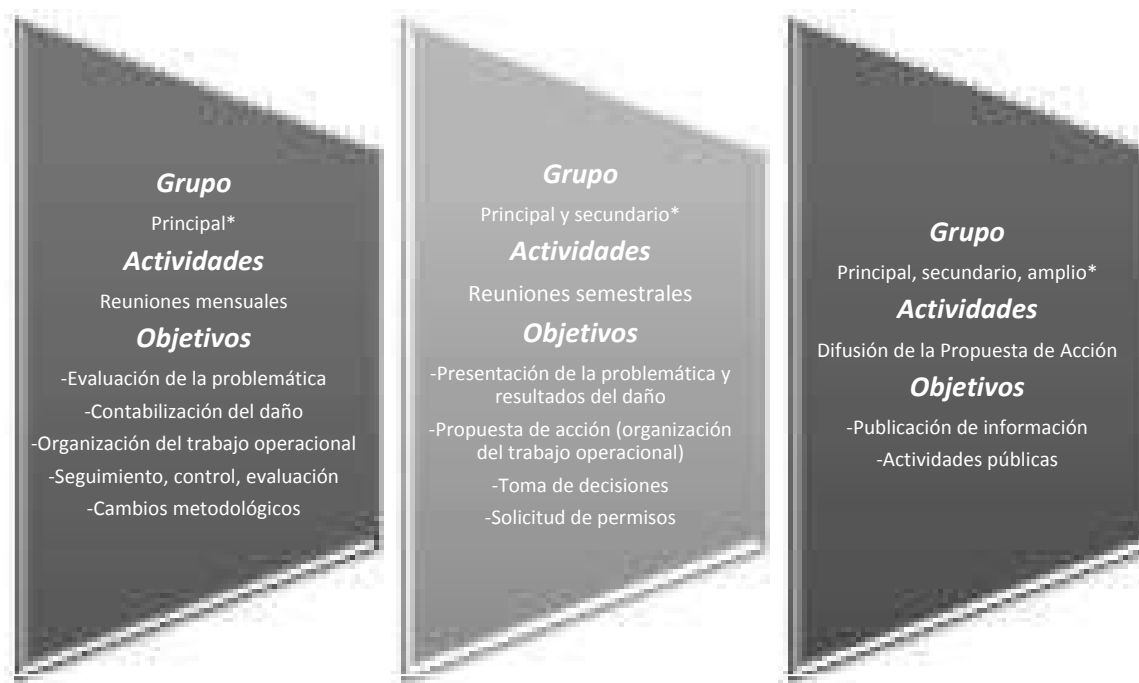 Grupo
Principal*
Actividades
Reuniones mensuales
Objetivos
-Evaluación de la problemática
-Contabilización del daño
-Organización del trabajo operacional
-Seguimiento, control, evaluación
-Cambios metodológicos
Grupo
Principal y secundario*
Actividades
Reuniones semestrales
Objetivos
-Presentación de la problemática y
resultados del daño
-Propuesta de acción (organización
del trabajo operacional)
-Toma de decisiones
-Solicitud de permisos
Grupo
Principal, secundario, amplio*
Actividades
Difusión de la Propuesta de Acción
Objetivos
-Publicación de información
-Actividades públicas